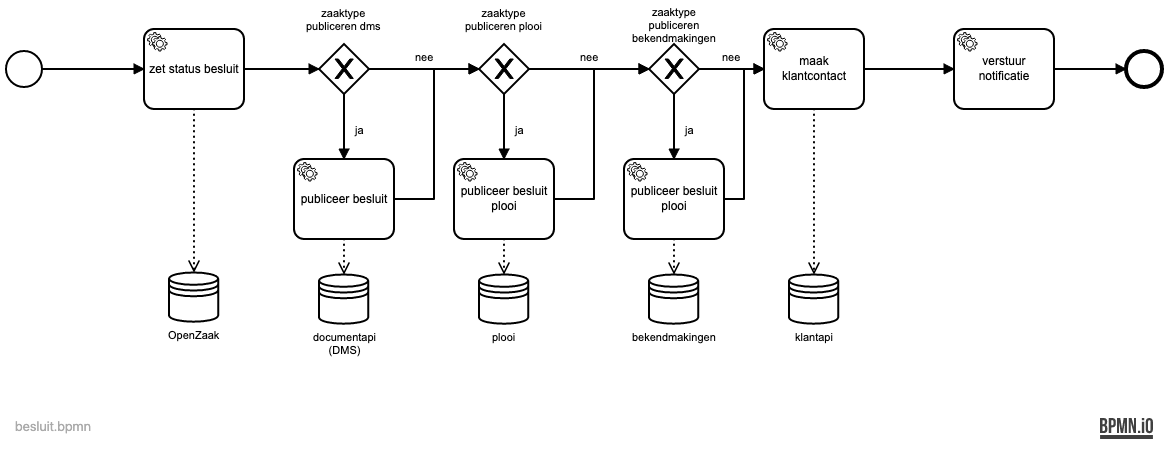 zaaktype
publiceren dms
zaaktype
publiceren plooi
zaaktype
publiceren
bekendmakingen
zet status besluit
nee
nee
nee
maak
klantcontact
verstuur
notificatie
ja
ja
ja
publiceer besluit
publiceer besluit
plooi
publiceer besluit
plooi
OpenZaak
documentapi
(DMS)
plooi
bekendmakingen
klantapi
besluit.bpmn
BPMN.iO